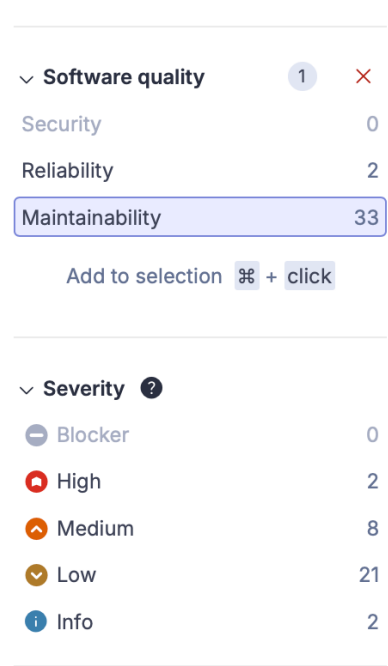 Software quality 1
Security 0
Reliability 2
Maintainability 33
Add to selection ⌘ + click
Severity ?
Blocker 0
High 2
Medium 8
Low 21
Info 2